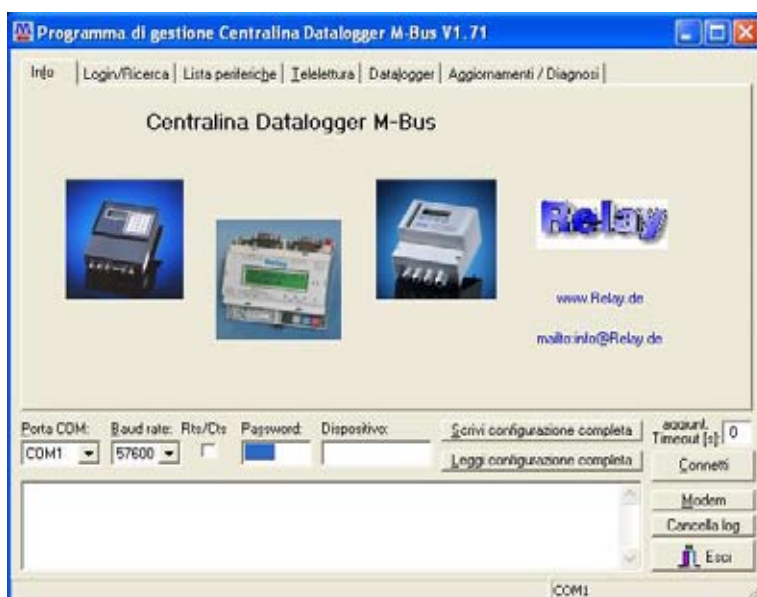 Programma di gestione Centralina Datalogger M-Bus V1.71
Info Login/Ricerca Lista periferiche Telelettura Datalogger Aggiornamenti / Diagnosi
Centralina Datalogger M-Bus
Relay
www.Relay.de
mailto:info@Relay.de
Porta COM: Baud rate: Rts/Cts Password: Dispositivo: Scrivi configurazione completa aggiunt. Timeout [s]: 0
COM1 57600 Leggi configurazione completa Connetti
Modem
Cancella log
Esci
COM1